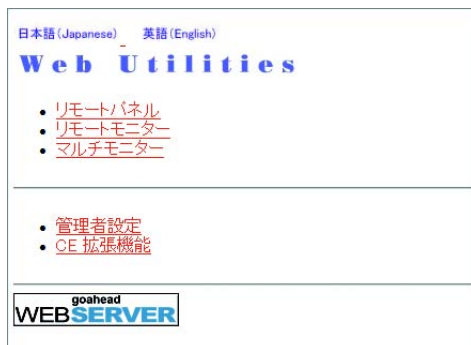 日本語(Japanese) 英語(English)
Web Utilities
リモートパネル
リモートモニター
マルチモニター
管理者設定
CE 拡張機能
goahead
WEBSERVER